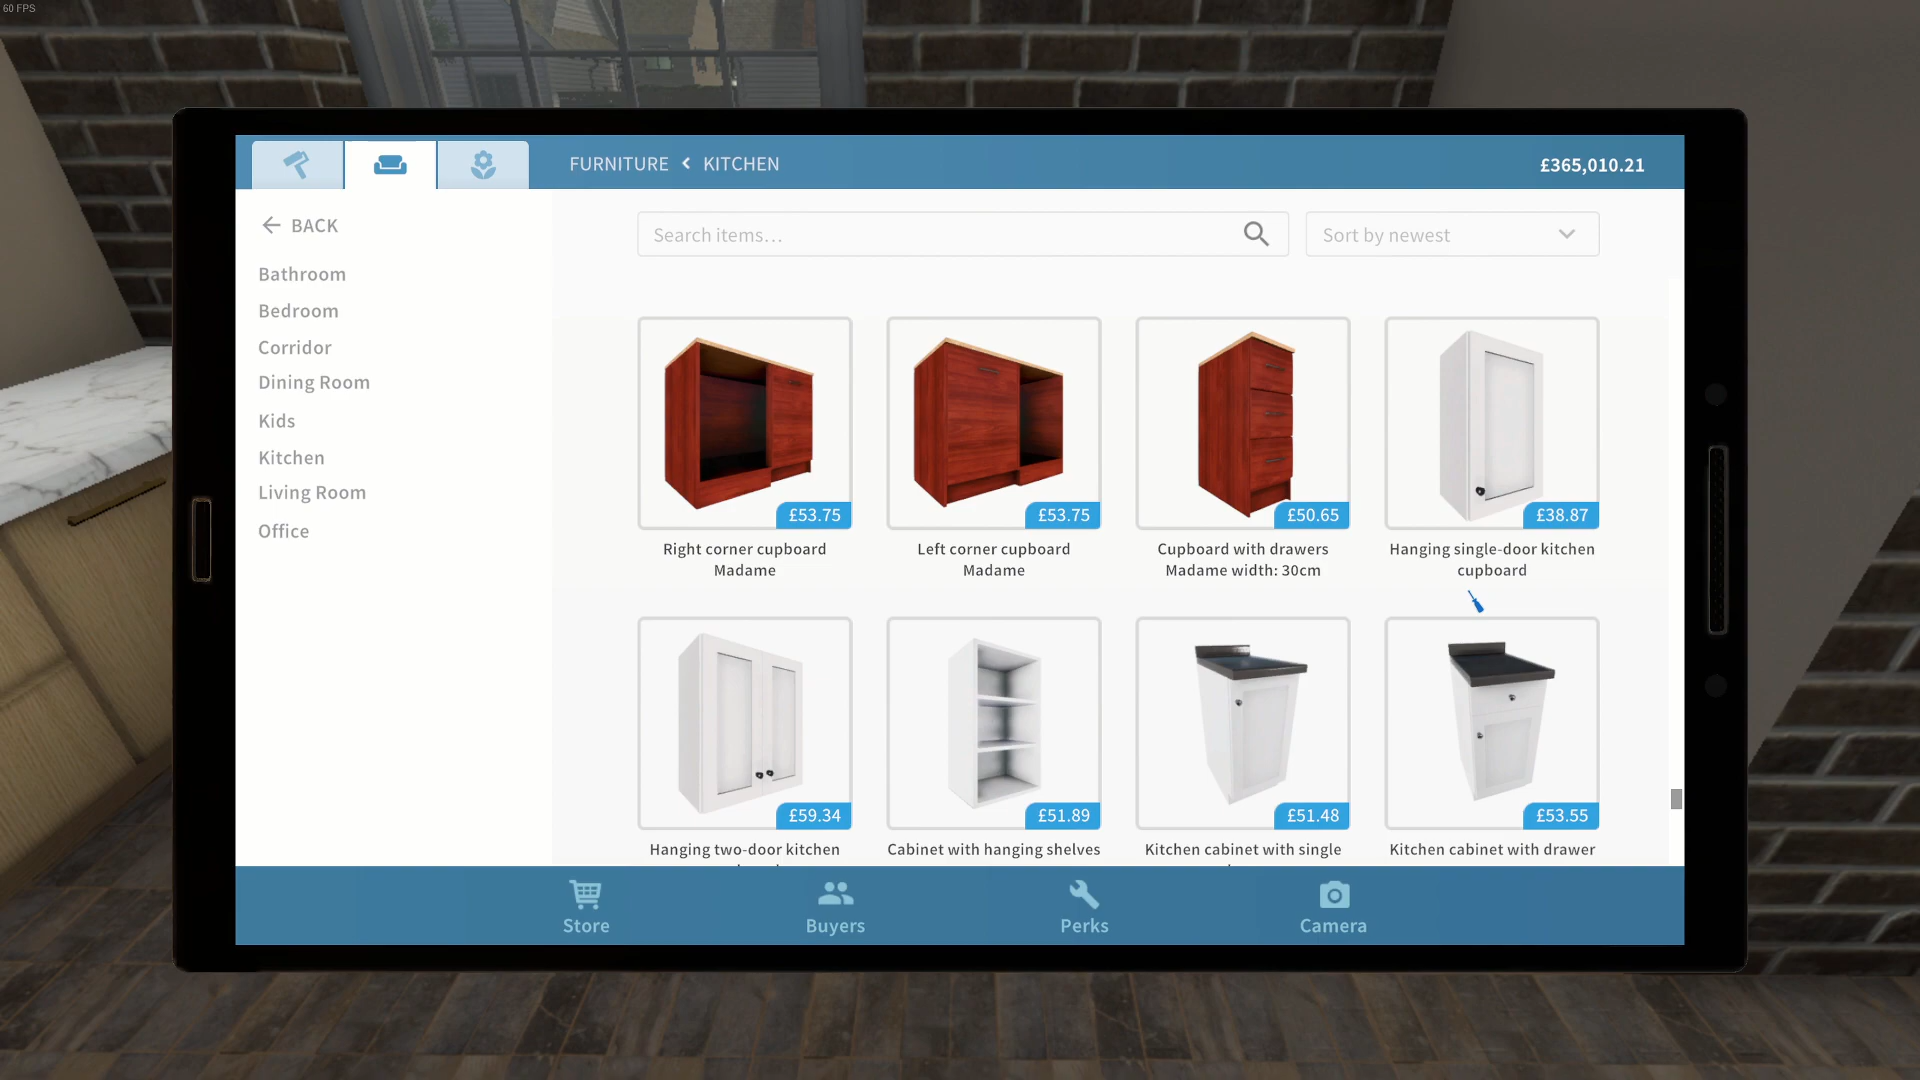 60 FPS
FURNITURE < KITCHEN
£365,010.21
BACK
Search items...
Sort by newest
Bathroom
Bedroom
Corridor
Dining Room
Kids
Kitchen
Living Room
Office
£53.75
£53.75
£50.65
£38.87
Right corner cupboard
Madame
Left corner cupboard
Madame
Cupboard with drawers
Madame width: 30cm
Hanging single-door kitchen
cupboard
£59.34
£51.89
£51.48
£53.55
Hanging two-door kitchen
Cabinet with hanging shelves
Kitchen cabinet with single
Kitchen cabinet with drawer
Store
Buyers
Perks
Camera